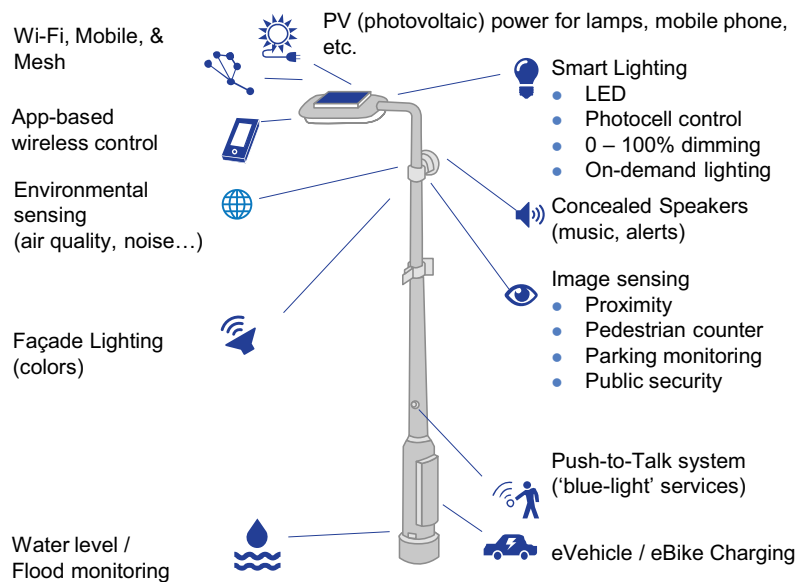 PV (photovoltaic) power for lamps, mobile phone,
etc.
Wi-Fi, Mobile, &
Mesh
App-based
wireless control
Environmental
sensing
(air quality, noise…)
Façade Lighting
(colors)
Water level /
Flood monitoring
Smart Lighting
● LED
● Photocell control
● 0 – 100% dimming
● On-demand lighting
Concealed Speakers
(music, alerts)
Image sensing
● Proximity
● Pedestrian counter
● Parking monitoring
● Public security
Push-to-Talk system
(‘blue-light’ services)
eVehicle / eBike Charging